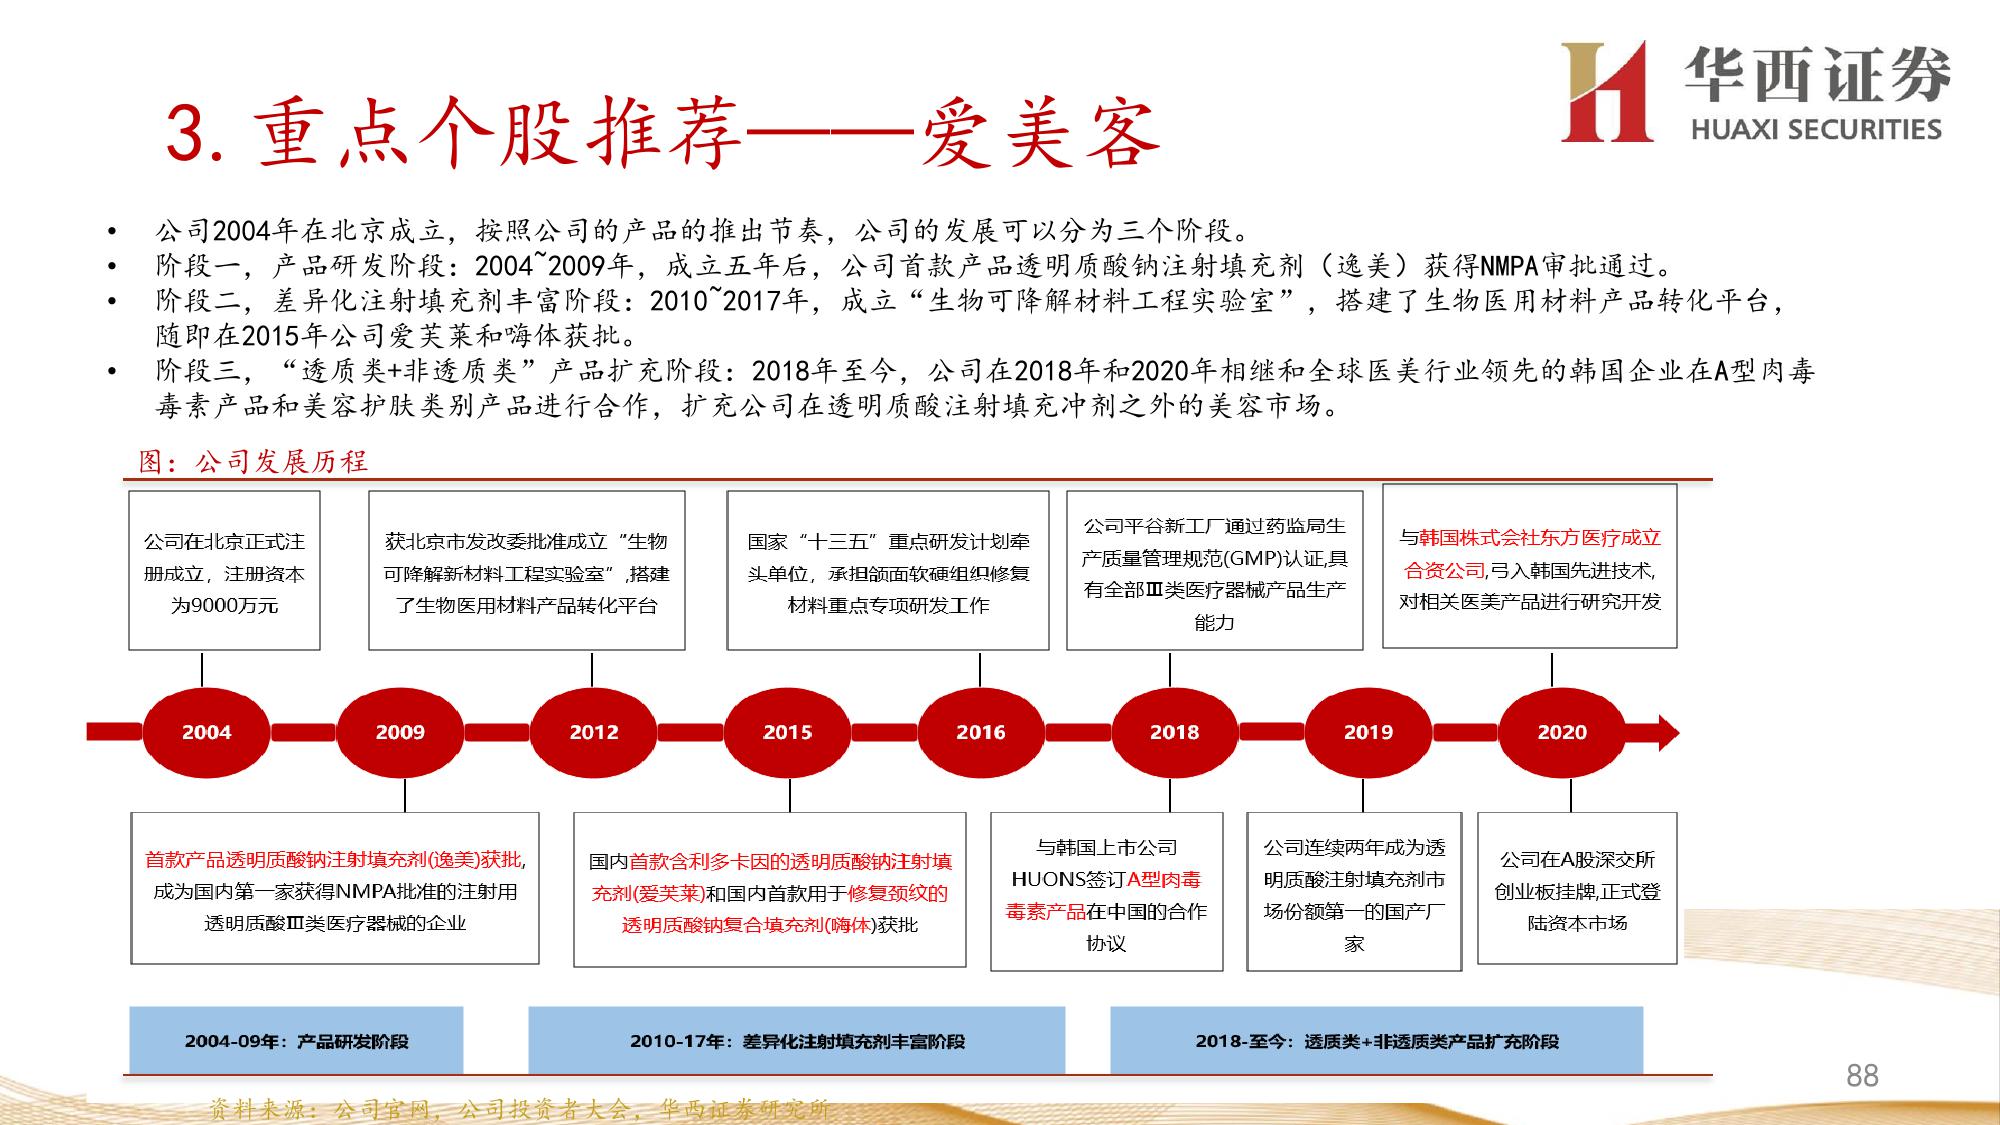 华西证券
HUAXI SECURITIES
3.重点个股推荐——爱美客
• 公司2004年在北京成立，按照公司的产品的推出节奏，公司的发展可以分为三个阶段。
• 阶段一，产品研发阶段：2004~2009年，成立五年后，公司首款产品透明质酸钠注射填充剂（逸美）获得NMPA审批通过。
• 阶段二，差异化注射填充剂丰富阶段：2010~2017年，成立“生物可降解材料工程实验室”，搭建了生物医用材料产品转化平台，
随即在2015年公司爱芙莱和嗨体获批。
• 阶段三，“透质类+非透质类”产品扩充阶段：2018年至今，公司在2018年和2020年相继和全球医美行业领先的韩国企业在A型肉毒
毒素产品和美容护肤类别产品进行合作，扩充公司在透明质酸注射填充冲剂之外的美容市场。
图：公司发展历程
公司在北京正式注
册成立，注册资本
为9000万元
获北京市发改委批准成立“生物
可降解新材料工程实验室”,搭建
了生物医用材料产品转化平台
国家“十三五”重点研发计划牵
头单位，承担颌面软硬组织修复
材料重点专项研发工作
公司平谷新工厂通过药监局生
产质量管理规范(GMP)认证,具
有全部Ⅲ类医疗器械产品生产
能力
与韩国株式会社东方医疗成立
合资公司,弓入韩国先进技术,
对相关医美产品进行研究开发
2004
2009
2012
2015
2016
2018
2019
2020
首款产品透明质酸钠注射填充剂(逸美)获批,
成为国内第一家获得NMPA批准的注射用
透明质酸Ⅲ类医疗器械的企业
国内首款含利多卡因的透明质酸钠注射填
充剂(爱芙莱)和国内首款用于修复颈纹的
透明质酸钠复合填充剂(嗨体)获批
与韩国上市公司
HUONS签订A型肉毒
毒素产品在中国的合作
协议
公司连续两年成为透
明质酸注射填充剂市
场份额第一的国产厂
家
公司在A股深交所
创业板挂牌,正式登
陆资本市场
2004-09年：产品研发阶段
2010-17年：差异化注射填充剂丰富阶段
2018-至今：透质类+非透质类产品扩充阶段
88
资料来源：公司官网，公司投资者大会，华西证券研究所